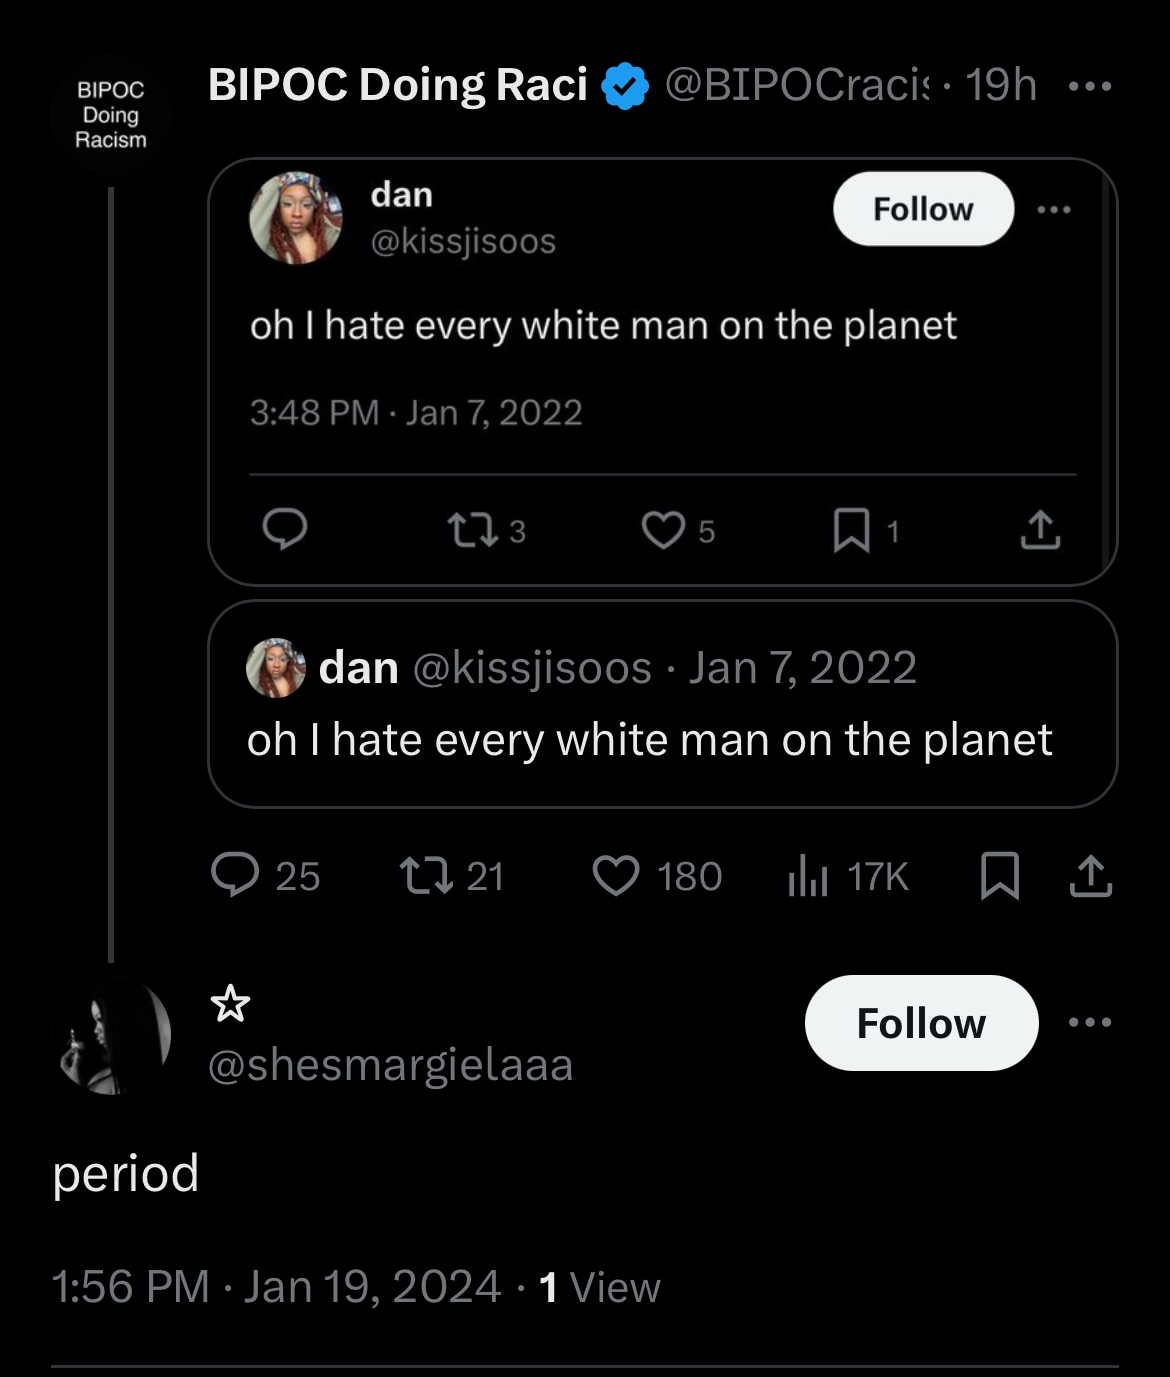 BIPOC
Doing
Racism
BIPOC Doing Raci @BIPOCracis · 19h
dan
@kissjisoos
Follow
oh I hate every white man on the planet
3:48 PM · Jan 7, 2022
3 5 1
dan @kissjisoos · Jan 7, 2022
oh I hate every white man on the planet
25 21 180 17K
@shesmargielaaa
Follow
period
1:56 PM · Jan 19, 2024 · 1 View